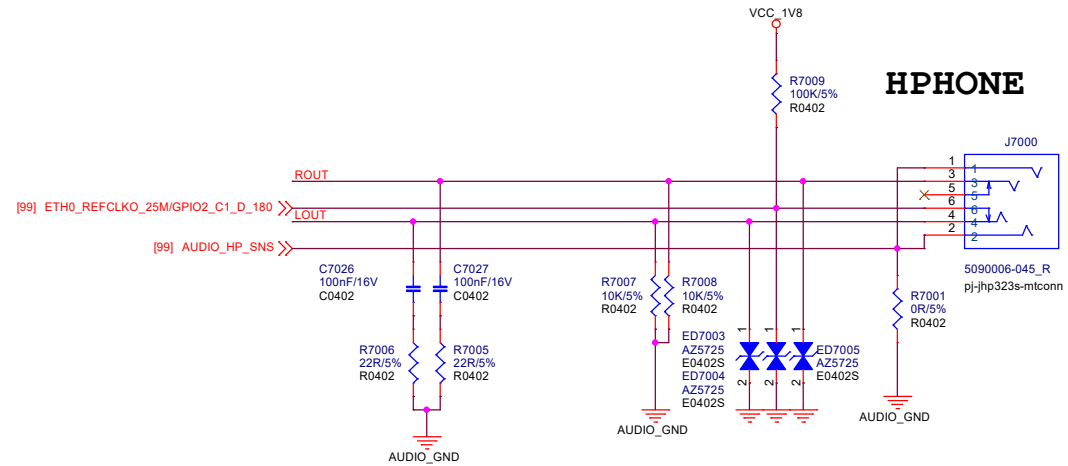 VCC_1V8
R7009
100K/5%
R0402
HPHONE
J7000
ROUT
[99] ETH0_REFCLKO_25M/GPIO2_C1_D_180
LOUT
[99] AUDIO_HP_SNS
1
3
5
6
4
2
1
3
5
6
4
2
5090006-045_R
pj-jhp323s-mtconn
C7026
100nF/16V
C0402
C7027
100nF/16V
C0402
R7007
10K/5%
R0402
R7008
10K/5%
R0402
R7001
0R/5%
R0402
R7006
22R/5%
R0402
R7005
22R/5%
R0402
ED7003
AZ5725
E0402S
ED7004
AZ5725
E0402S
1
1
1
2
2
2
ED7005
AZ5725
E0402S
AUDIO_GND
AUDIO_GND
AUDIO_GND